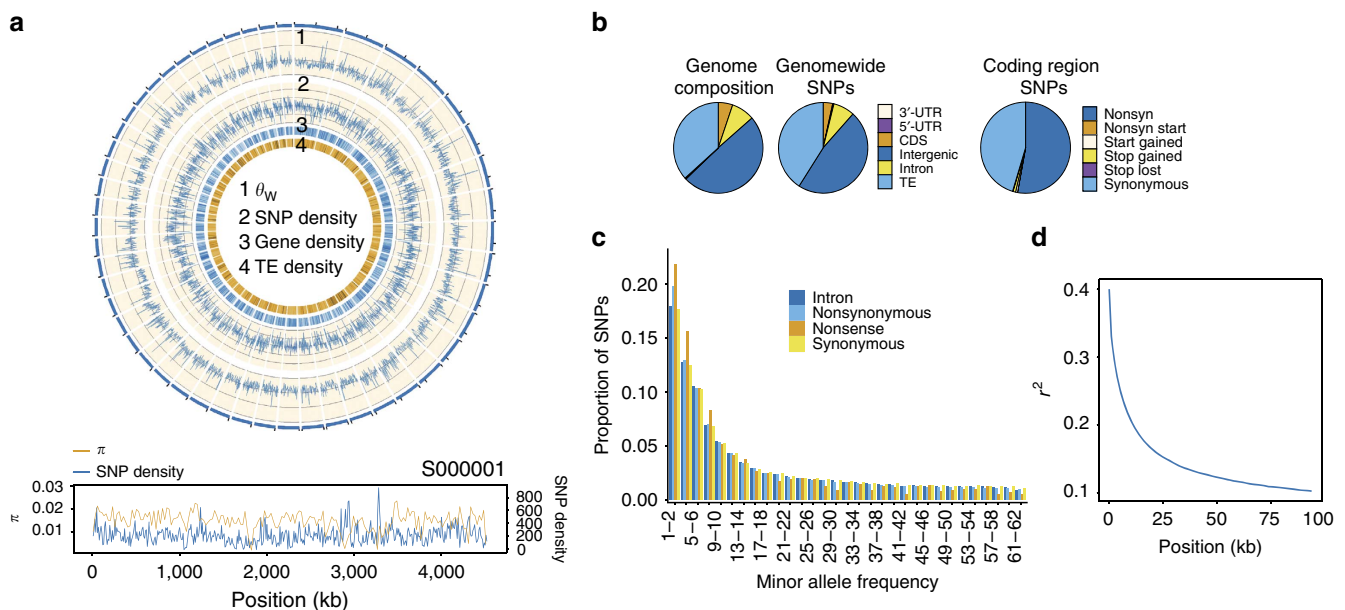 a
1
2
3
4
1 θW
2 SNP density
3 Gene density
4 TE density
π
SNP density
S000001
0.03
0.02
0.01
π
800
600
400
200
0
SNP density
0
1,000
2,000
3,000
4,000
Position (kb)
b
Genome
composition
Genomewide
SNPs
3′-UTR
5′-UTR
CDS
Intergenic
Intron
TE
Coding region
SNPs
Nonsyn
Nonsyn start
Start gained
Stop gained
Stop lost
Synonymous
c
Proportion of SNPs
0.20
0.15
0.10
0.05
0.00
Intron
Nonsynonymous
Nonsense
Synonymous
1–2
5–6
9–10
13–14
17–18
21–22
25–26
29–30
33–34
37–38
41–42
45–46
49–50
53–54
57–58
61–62
Minor allele frequency
d
r2
0.4
0.3
0.2
0.1
0
25
50
75
100
Position (kb)